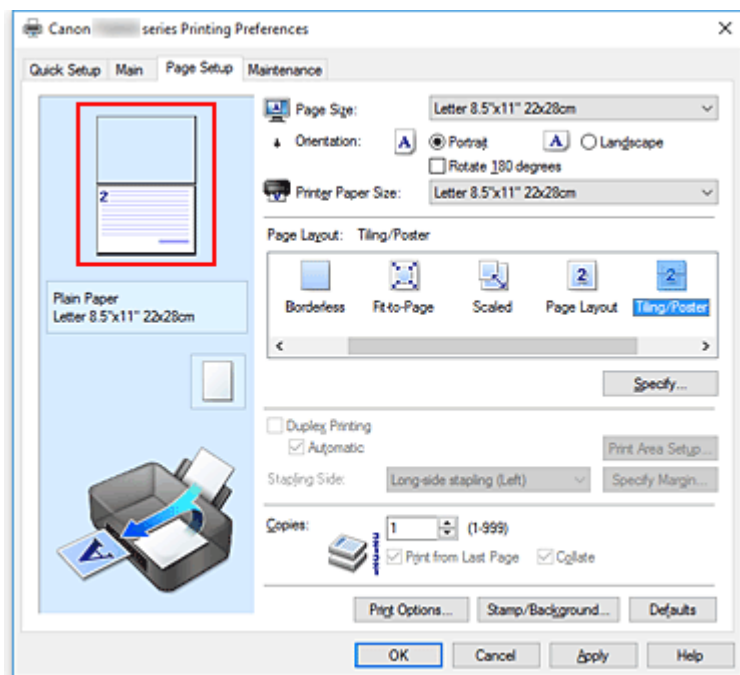 Canon series Printing Preferences
Quick Setup Main Page Setup Maintenance
Page Size: Letter 8.5"x11" 22x28cm
Orientation: A Portrait A Landscape
Rotate 180 degrees
Printer Paper Size: Letter 8.5"x11" 22x28cm
2
Page Layout: Tiling/Poster
2 2
Borderless Fit-to-Page Scaled Page Layout Tiling/Poster
Plain Paper
Letter 8.5"x11" 22x28cm
Specify...
Duplex Printing
Automatic Print Area Setup...
Stapling Side: Long-side stapling (Left) Specify Margin...
Copies: 1 (1-999)
Print from Last Page Collate
A
Print Options... Stamp/Background... Defaults
OK Cancel Apply Help